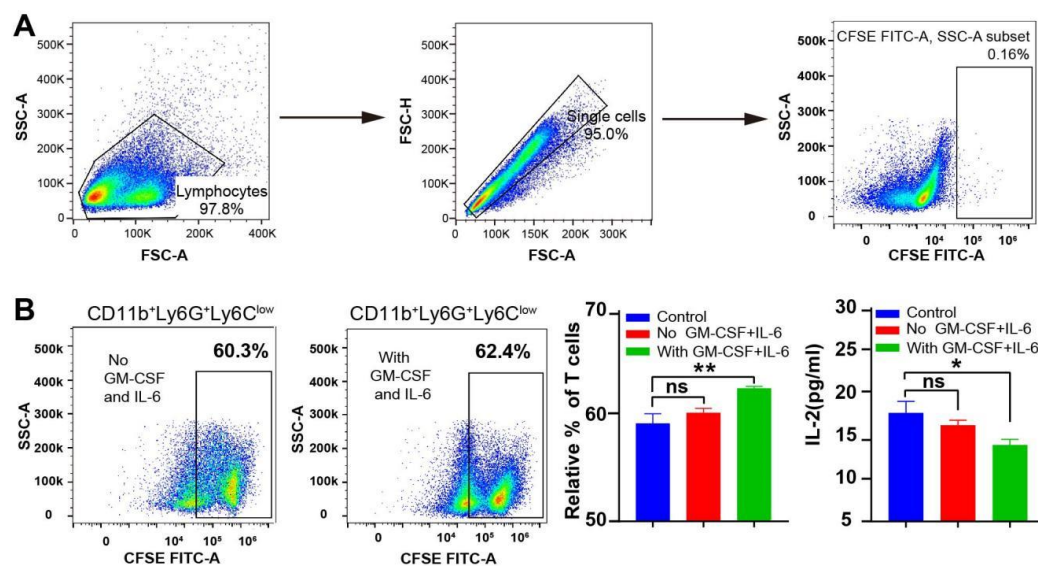 A
SSC-A
500K
400K
300K
200K
100K
0
Lymphocytes
97.8%
0 100K 200K 300K 400K
FSC-A
FSC-H
500K
400K
300K
200K
100K
0
Single cells
95.0%
0 100K 200K 300K 400K 500K
FSC-A
CFSE FITC-A, SSC-A subset
0.16%
SSC-A
500k
400k
300k
200k
100k
0
0 10⁴ 10⁵ 10⁶
CFSE FITC-A
B
CD11b⁺Ly6G⁺Ly6Cˡᵒʷ
60.3%
No
GM-CSF
and IL-6
SSC-A
500k
400k
300k
200k
100k
0
0 10⁴ 10⁵ 10⁶
CFSE FITC-A
CD11b⁺Ly6G⁺Ly6Cˡᵒʷ
62.4%
With
GM-CSF
and IL-6
SSC-A
500k
400k
300k
200k
100k
0
0 10⁴ 10⁵ 10⁶
CFSE FITC-A
Relative % of T cells
70
60
50
Control
No GM-CSF+IL-6
With GM-CSF+IL-6
**
ns
IL-2(pg/ml)
30
25
20
15
10
5
Control
No GM-CSF+IL-6
With GM-CSF+IL-6
*
ns